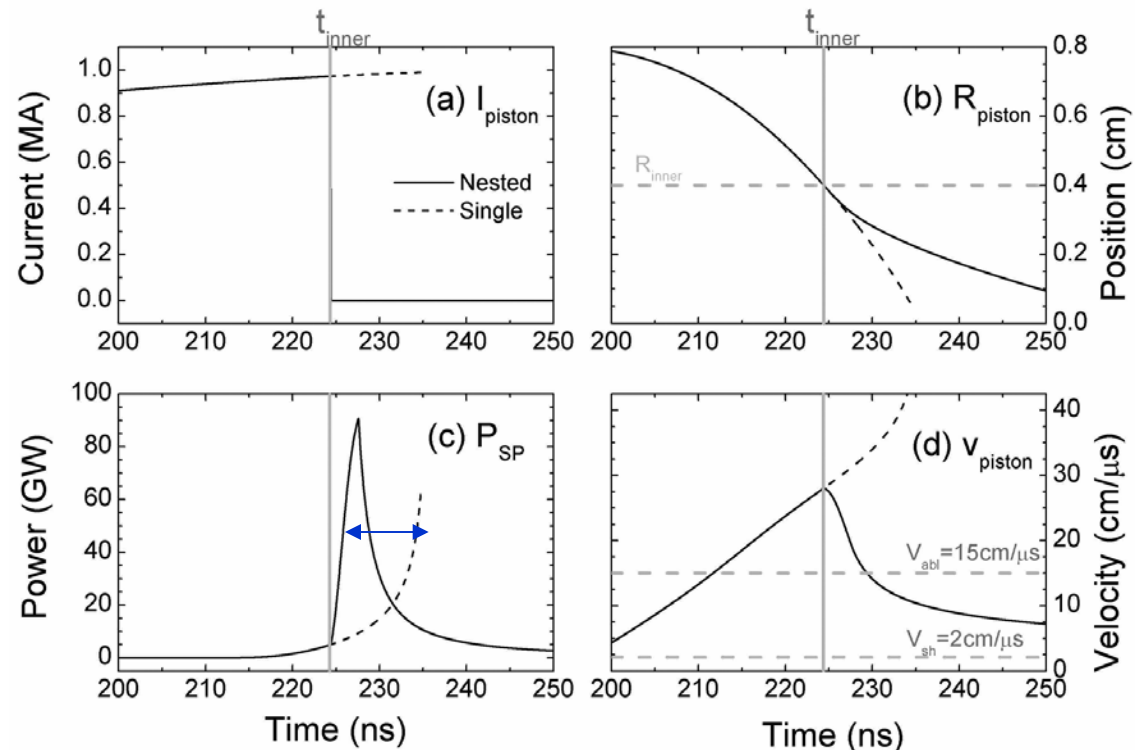 t_inner
t_inner
1.0
0.8
0.6
0.4
0.2
0.0
Current (MA)
(a) I_piston
Nested
Single
200 210 220 230 240 250
0.8
0.6
0.4
0.2
0.0
Position (cm)
(b) R_piston
R_inner
200 210 220 230 240 250
100
80
60
40
20
0
Power (GW)
(c) P_SP
200 210 220 230 240 250
Time (ns)
40
30
20
10
0
Velocity (cm/μs)
(d) v_piston
V_abl=15cm/μs
V_sh=2cm/μs
200 210 220 230 240 250
Time (ns)